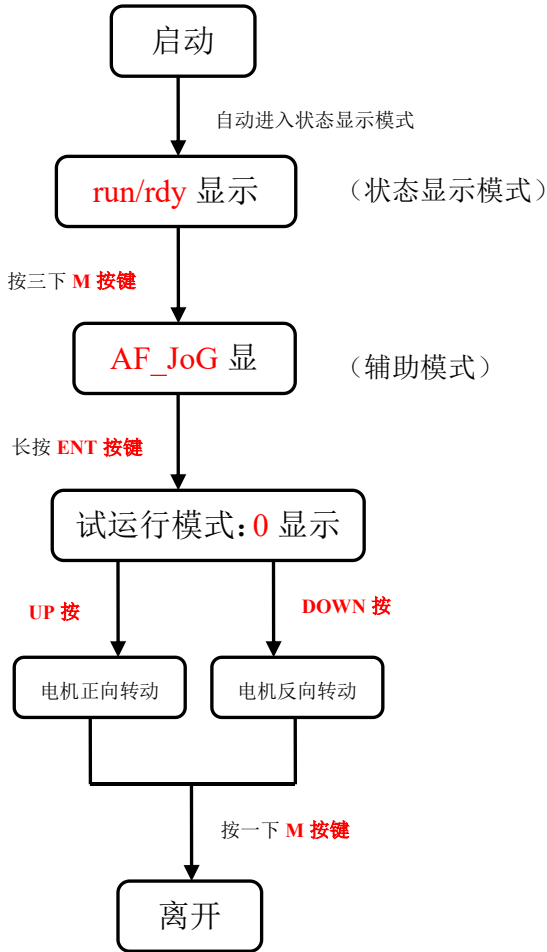 启动
自动进入状态显示模式
run/rdy 显示
（状态显示模式）
按三下 M 按键
AF_JoG 显
（辅助模式）
长按 ENT 按键
试运行模式：0 显示
UP 按
DOWN 按
电机正向转动
电机反向转动
按一下 M 按键
离开